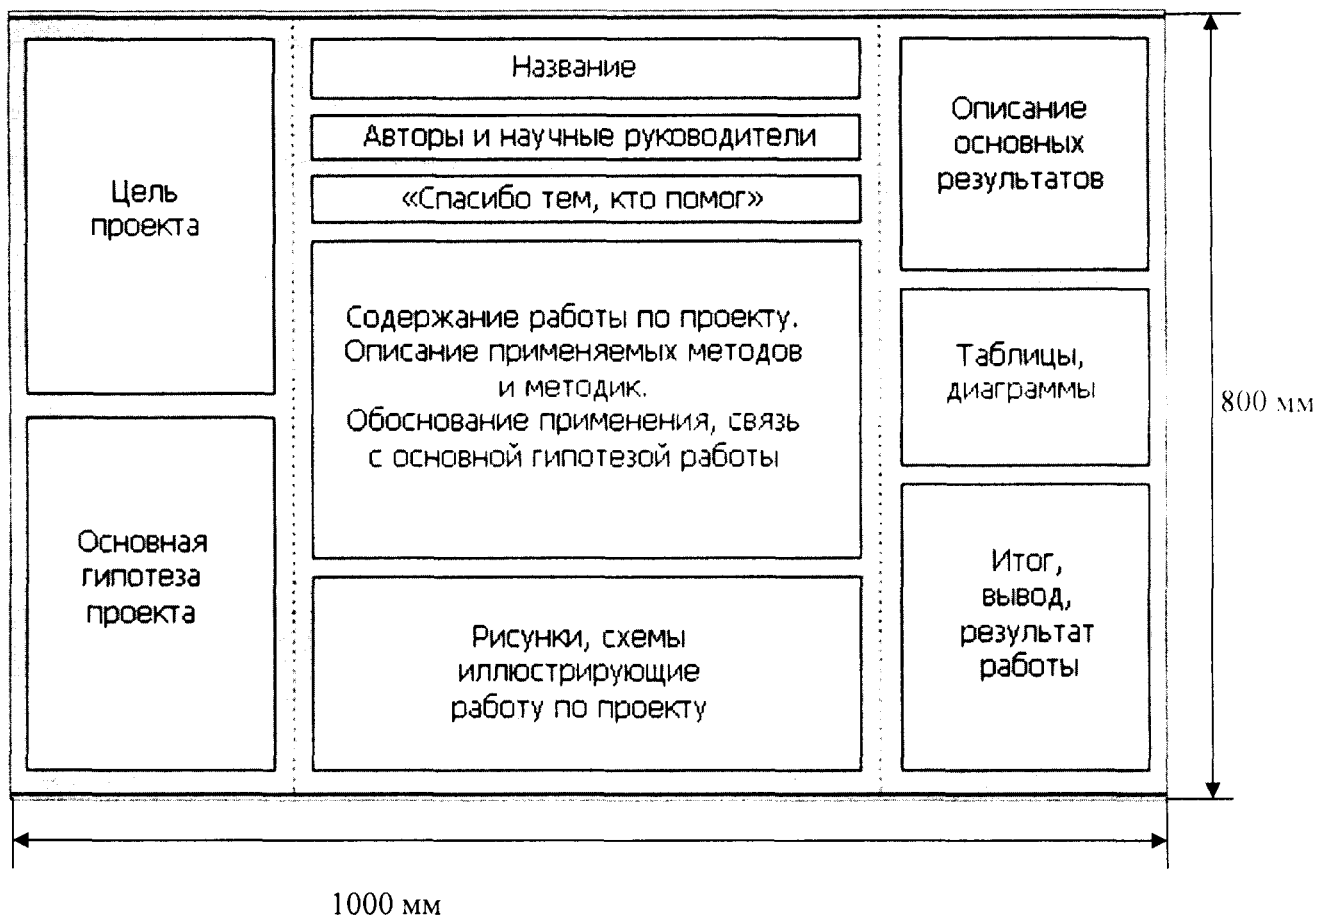 Цель
проекта
Основная
гипотеза
проекта
Название
Авторы и научные руководители
«Спасибо тем, кто помог»
Содержание работы по проекту.
Описание применяемых методов
и методик.
Обоснование применения, связь
с основной гипотезой работы
Рисунки, схемы
иллюстрирующие
работу по проекту
Описание
основных
результатов
Таблицы,
диаграммы
Итог,
вывод,
результат
работы
800 мм
1000 мм